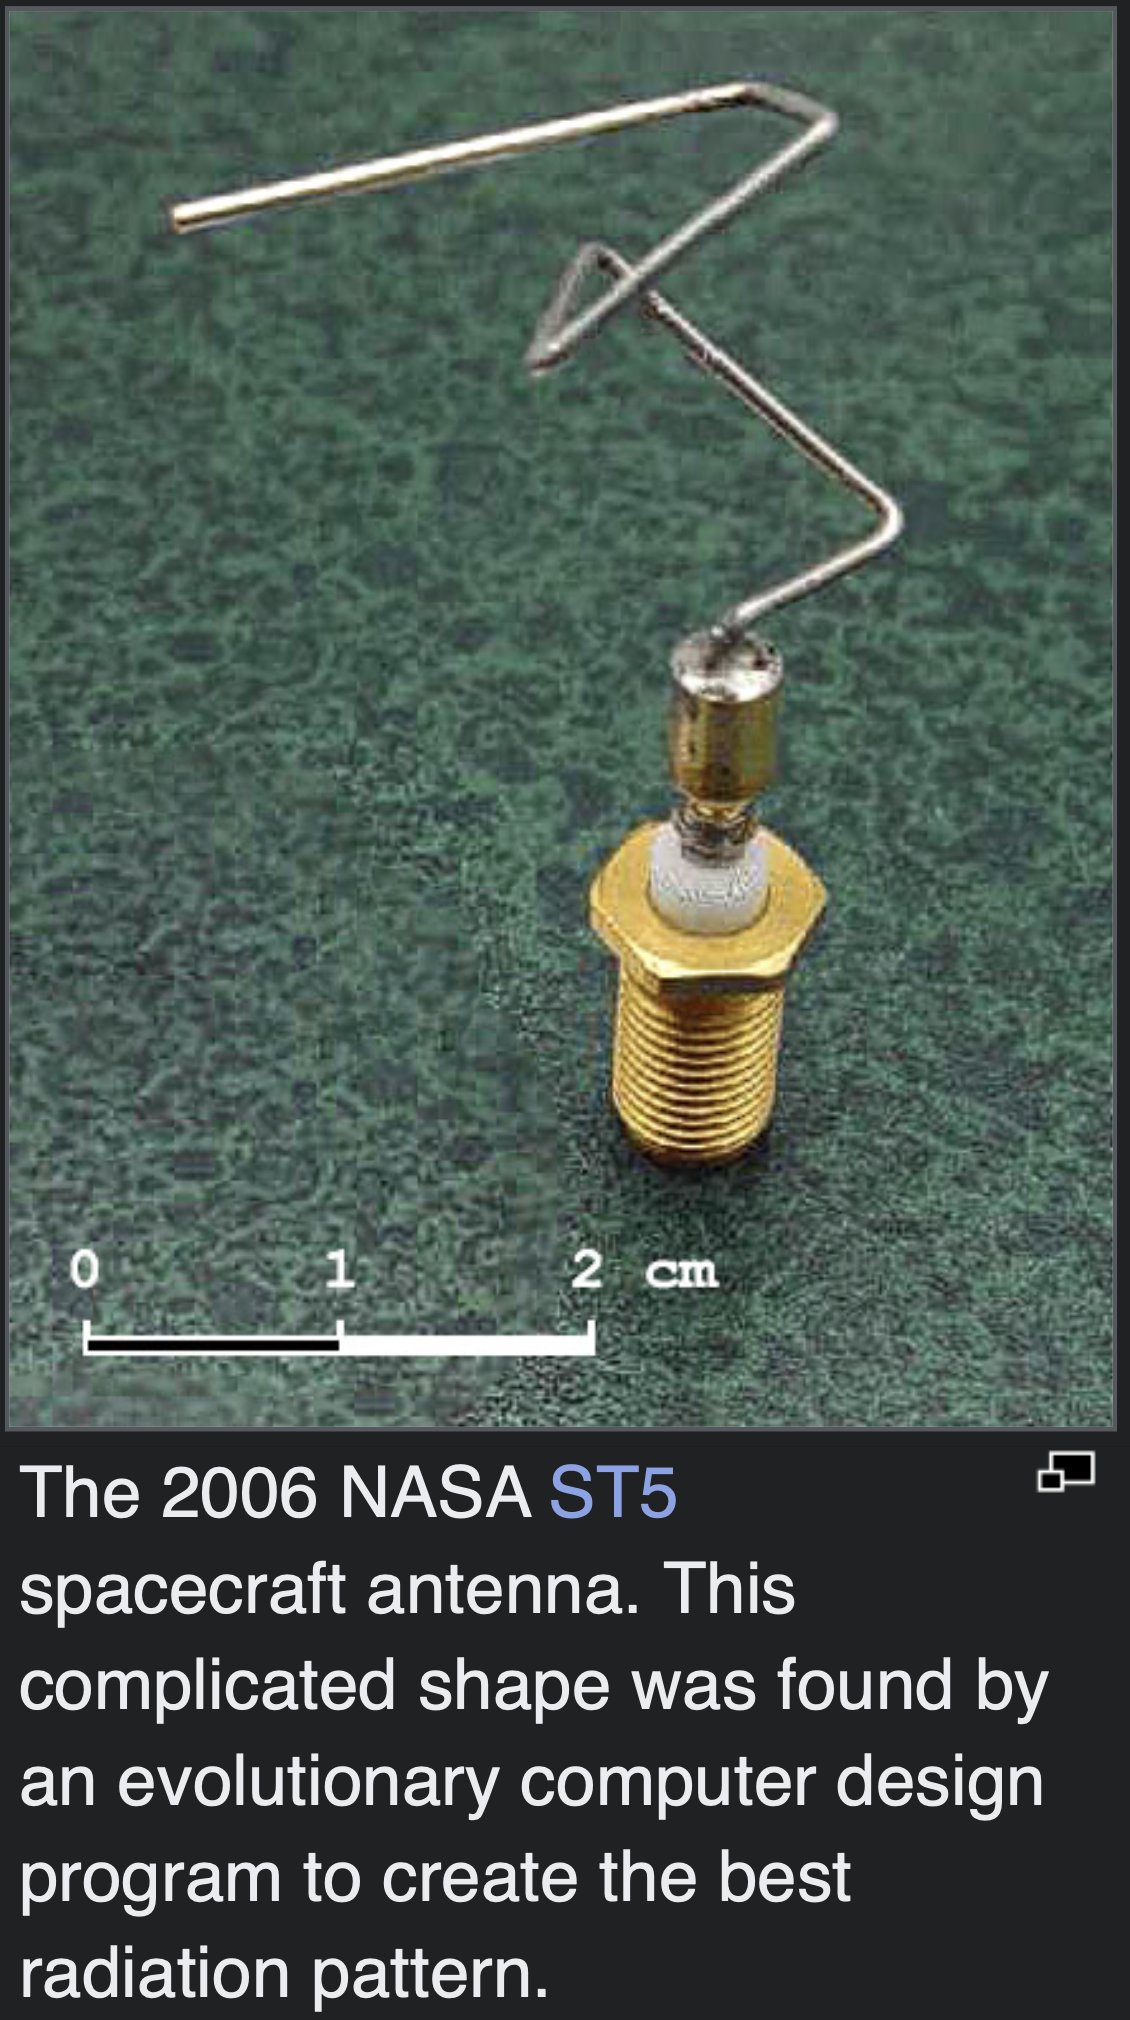 0 1 2 cm
The 2006 NASA ST5
spacecraft antenna. This
complicated shape was found by
an evolutionary computer design
program to create the best
radiation pattern.